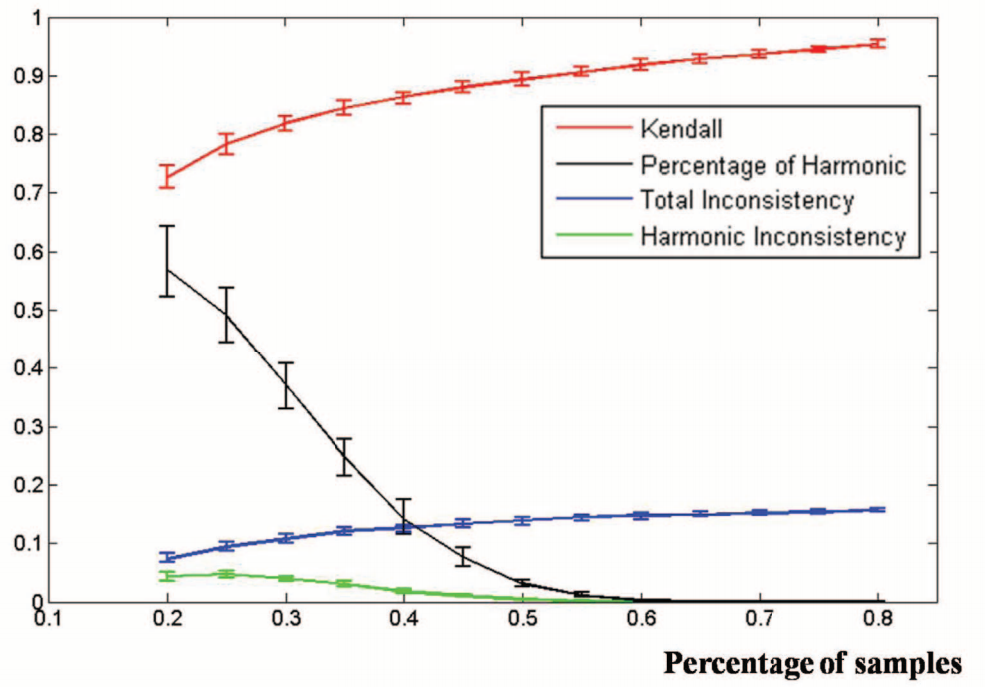 1
0.9
0.8
0.7
0.6
0.5
0.4
0.3
0.2
0.1
0
Kendall
Percentage of Harmonic
Total Inconsistency
Harmonic Inconsistency
0.1 0.2 0.3 0.4 0.5 0.6 0.7 0.8
Percentage of samples